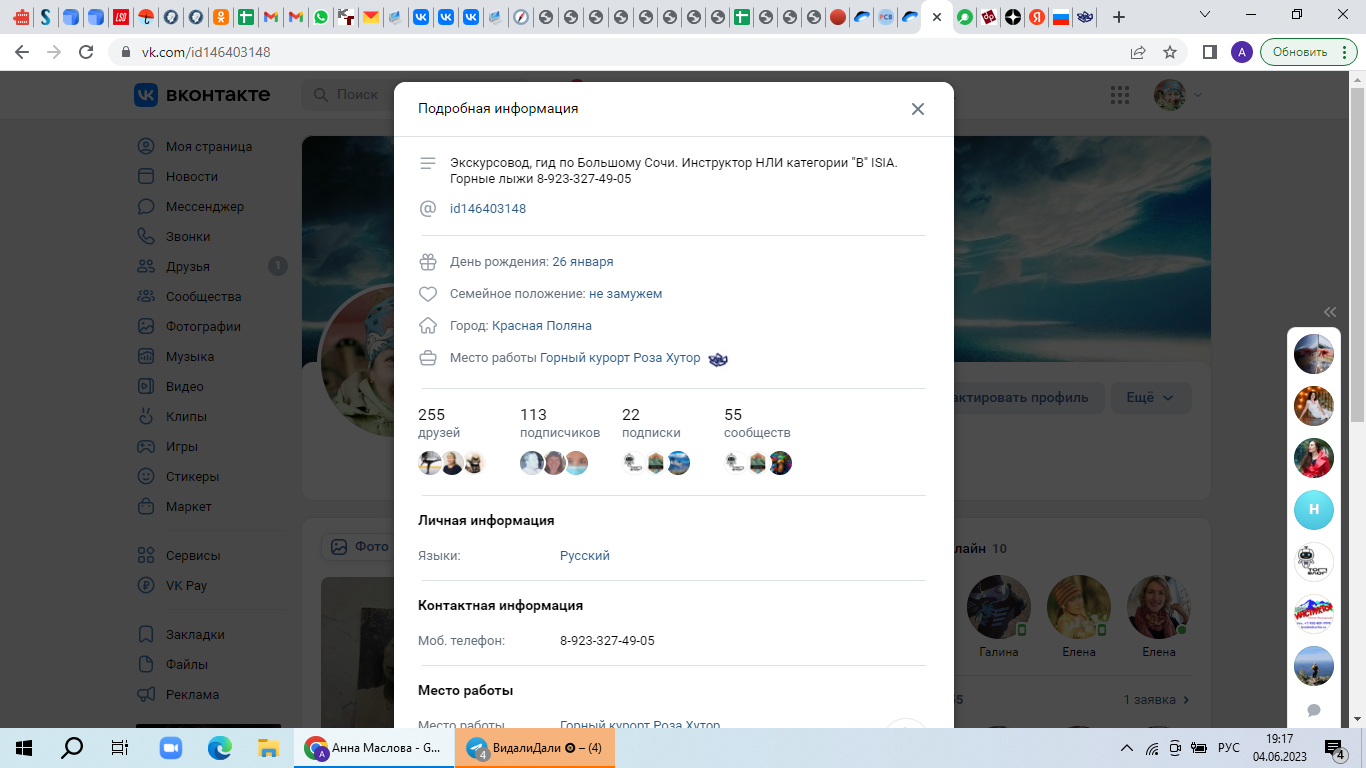 vk.com/id146403148
Обновить
вконтакте
Поиск
Моя страница
Новости
Мессенджер
Звонки
Друзья
1
Сообщества
Фотографии
Музыка
Видео
Клипы
Игры
Стикеры
Маркет
Сервисы
VK Pay
Закладки
Файлы
Реклама
Подробная информация
Экскурсовод, гид по Большому Сочи. Инструктор НЛИ категории "В" ISIA.
Горные лыжи 8-923-327-49-05
id146403148
День рождения: 26 января
Семейное положение: не замужем
Город: Красная Поляна
Место работы Горный курорт Роза Хутор
255 113 22 55
друзей подписчиков подписки сообществ
Личная информация
Языки: Русский
Контактная информация
Моб. телефон: 8-923-327-49-05
Место работы
Место работы Горный курорт Роза Хутор
Фото
актировать профиль
Ещё
лайн 10
Галина Елена Елена
1 заявка
Н
Анна Маслова - G...
4
ВидалиДали – (4)
РУС
19:17
04.06.2023
4